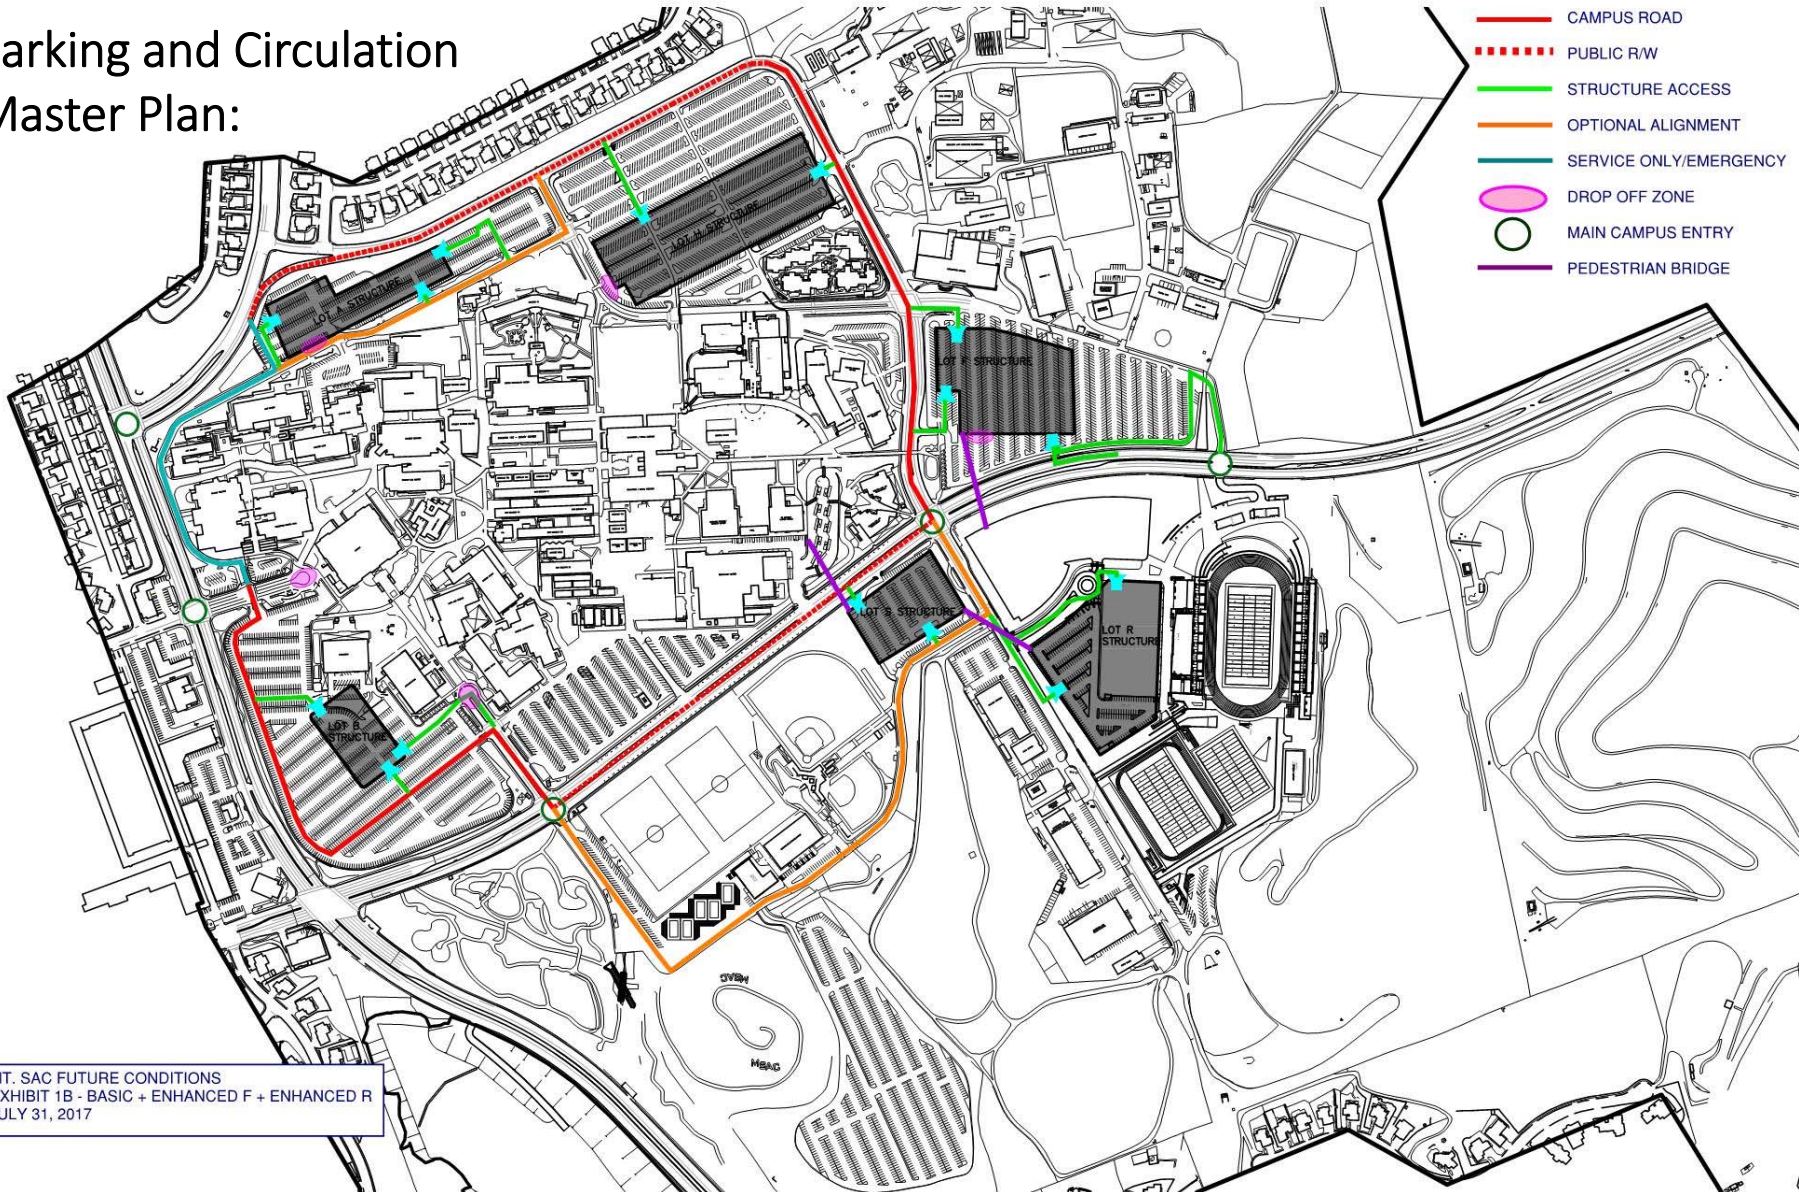 arking and Circulation
Master Plan:
CAMPUS ROAD
PUBLIC R/W
STRUCTURE ACCESS
OPTIONAL ALIGNMENT
SERVICE ONLY/EMERGENCY
DROP OFF ZONE
MAIN CAMPUS ENTRY
PEDESTRIAN BRIDGE
LOT H STRUCTURE
LOT A STRUCTURE
LOT F STRUCTURE
LOT S STRUCTURE
LOT R
STRUCTURE
LOT B
STRUCTURE
MSAC
MSAC
T. SAC FUTURE CONDITIONS
XHIBIT 1B - BASIC + ENHANCED F + ENHANCED R
ULY 31, 2017